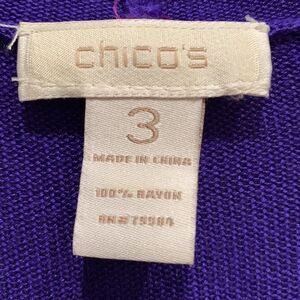 chico's
3
MADE IN CHINA
100% RAYON
RN# 79984